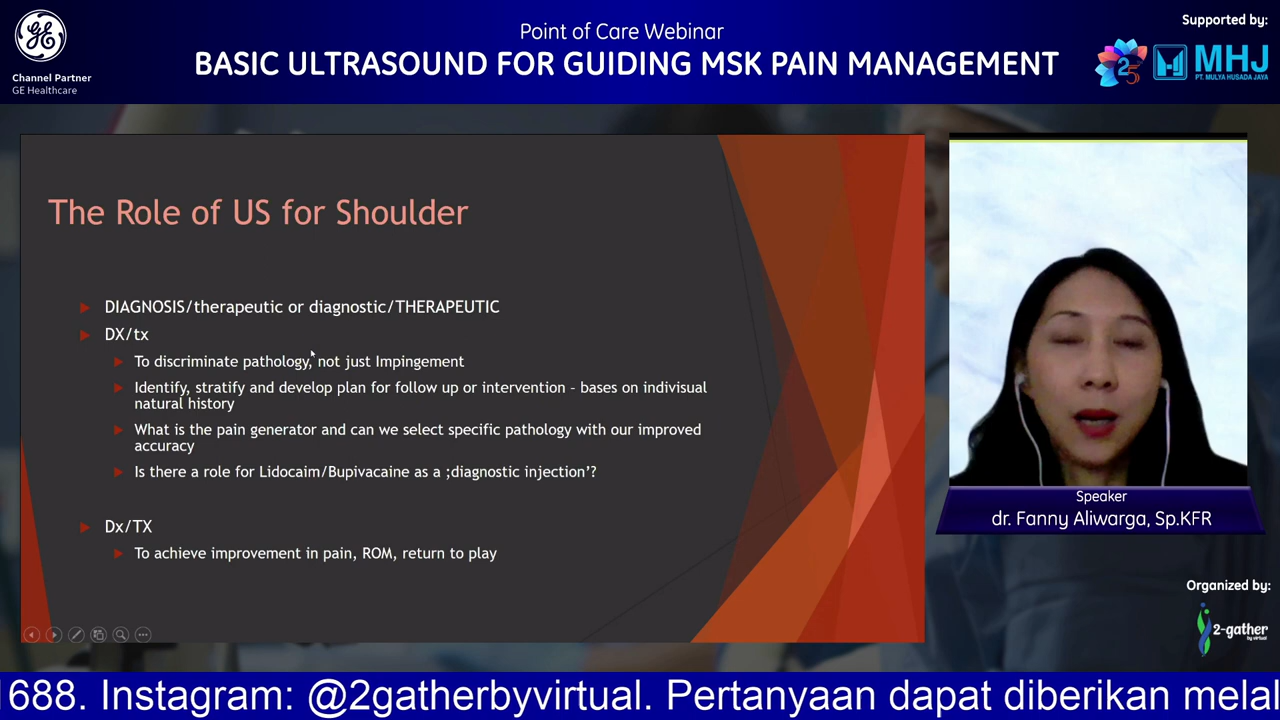 Point of Care Webinar
BASIC ULTRASOUND FOR GUIDING MSK PAIN MANAGEMENT
Channel Partner
GE Healthcare
Supported by:
25
MHJ
PT. MULYA HUSADA JAYA
The Role of US for Shoulder
DIAGNOSIS/therapeutic or diagnostic/THERAPEUTIC
DX/tx
To discriminate pathology, not just Impingement
Identify, stratify and develop plan for follow up or intervention – bases on indivisual
natural history
What is the pain generator and can we select specific pathology with our improved
accuracy
Is there a role for Lidocaim/Bupivacaine as a ;diagnostic injection’?
Dx/TX
To achieve improvement in pain, ROM, return to play
Speaker
dr. Fanny Aliwarga, Sp.KFR
Organized by:
2-gather
by virtual
1688. Instagram: @2gatherbyvirtual. Pertanyaan dapat diberikan melal